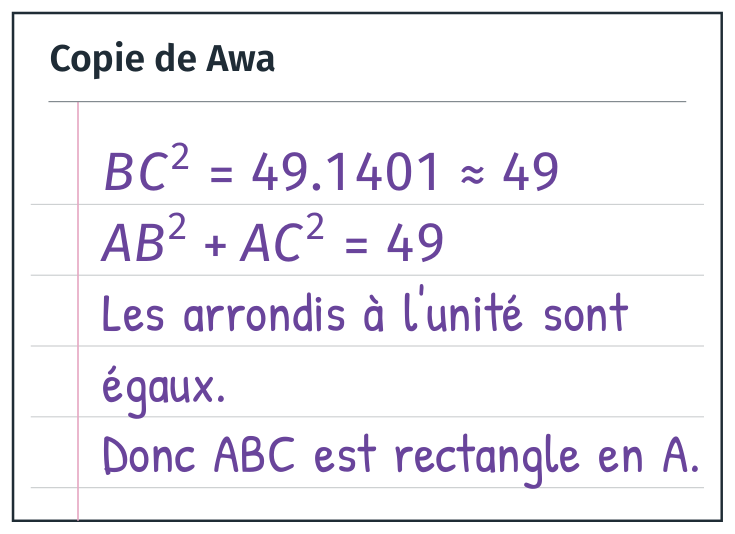 Copie de Awa
BC² = 49.1401 ≈ 49
AB² + AC² = 49
Les arrondis à l'unité sont
égaux.
Donc ABC est rectangle en A.